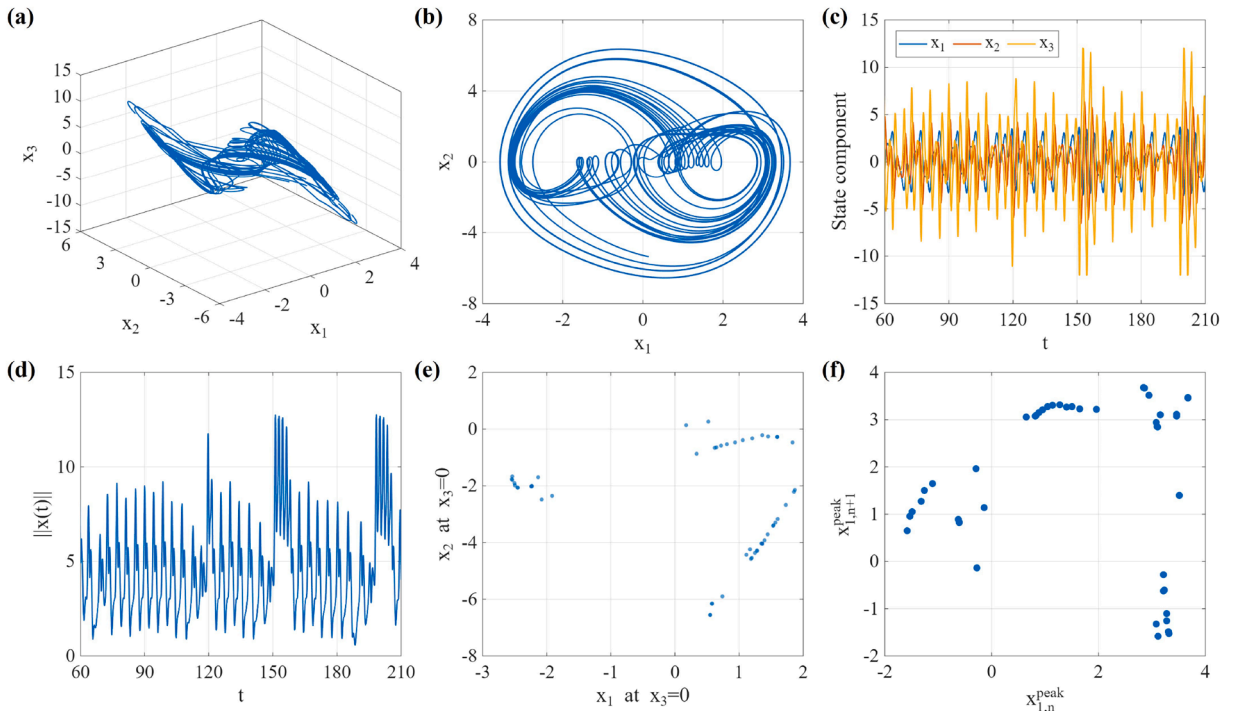 (a)
x3
15
10
5
0
-5
-10
-15
6
3
0
-3
-6
x2
-4
-2
0
2
4
x1
(b)
x2
8
4
0
-4
-8
-4
-2
0
2
4
x1
(c)
x1 x2 x3
State component
15
10
5
0
-5
-10
-15
60 90 120 150 180 210
t
(d)
||x(t)||
15
10
5
0
60 90 120 150 180 210
t
(e)
x2 at x3=0
2
0
-2
-4
-6
-8
-3 -2 -1 0 1 2
x1 at x3=0
(f)
x1,n+1^peak
4
3
2
1
0
-1
-2
-2 0 2 4
x1,n^peak